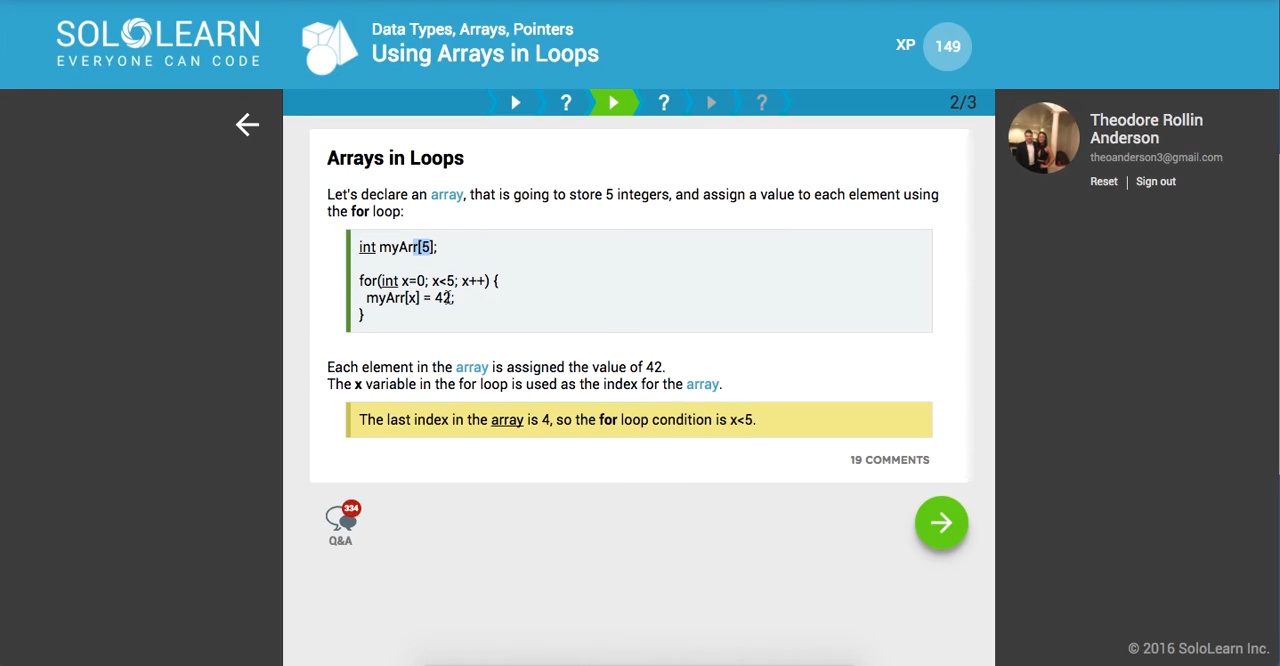 SOLOLEARN
EVERYONE CAN CODE
Data Types, Arrays, Pointers
Using Arrays in Loops
XP 149
? ? ? 2/3
Theodore Rollin
Anderson
theoanderson3@gmail.com
Reset | Sign out
Arrays in Loops
Let's declare an array, that is going to store 5 integers, and assign a value to each element using
the for loop:
int myArr[5];
for(int x=0; x<5; x++) {
myArr[x] = 42;
}
Each element in the array is assigned the value of 42.
The x variable in the for loop is used as the index for the array.
The last index in the array is 4, so the for loop condition is x<5.
19 COMMENTS
334
Q&A
© 2016 SoloLearn Inc.